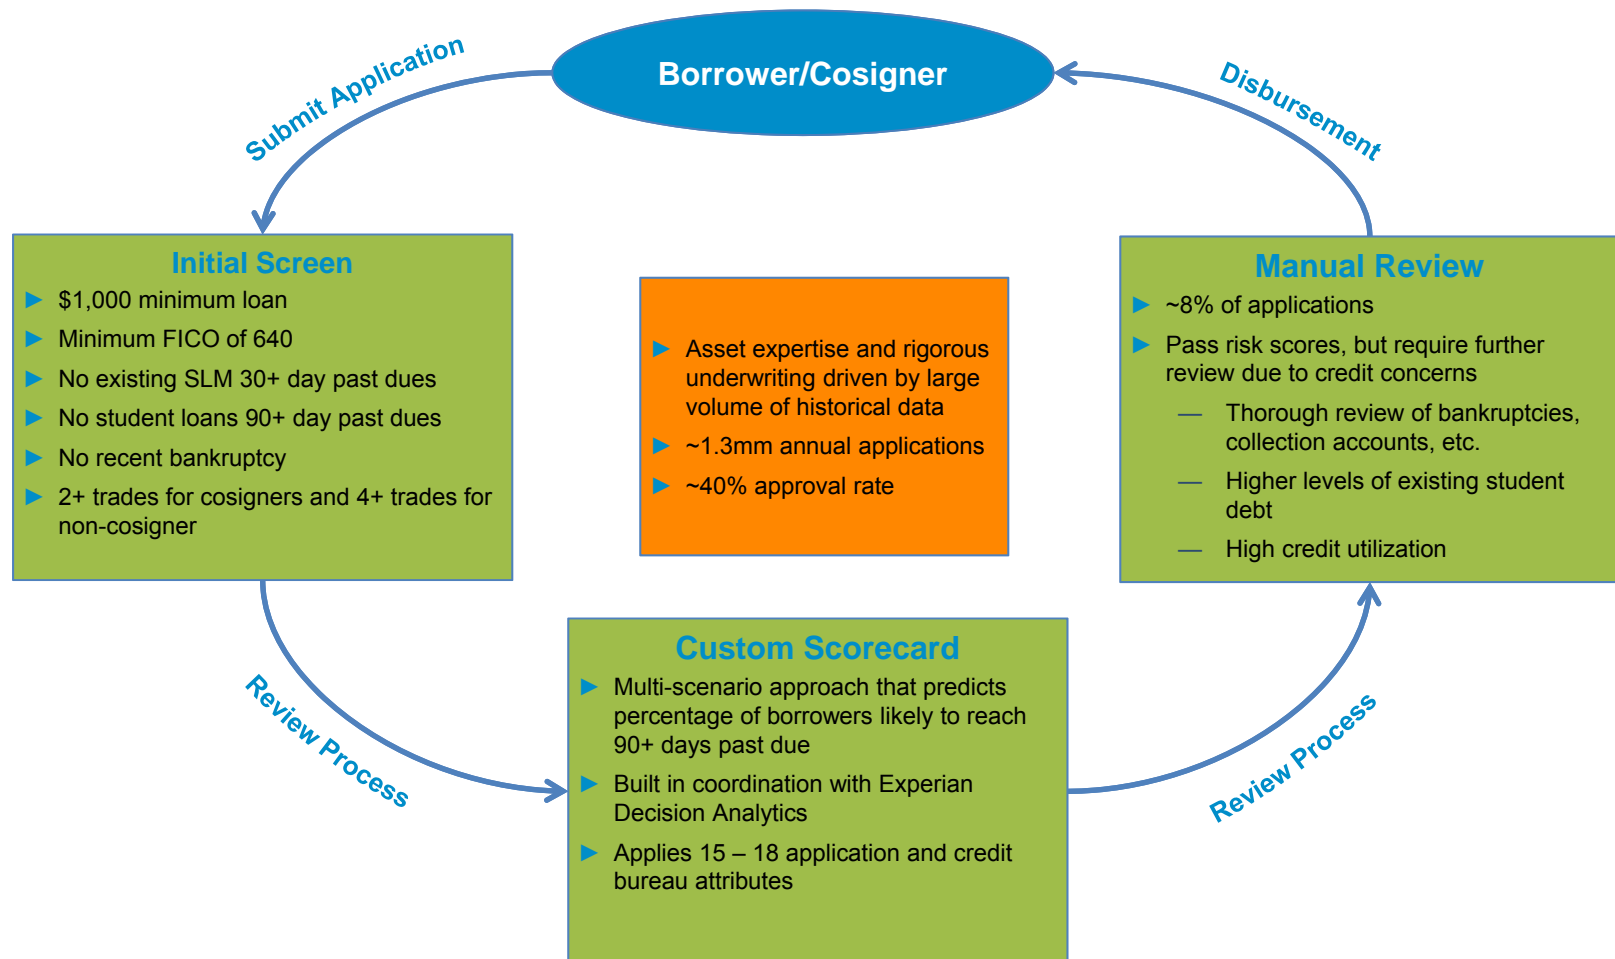 Borrower/Cosigner
Submit Application
Disbursement
Initial Screen
► $1,000 minimum loan
► Minimum FICO of 640
► No existing SLM 30+ day past dues
► No student loans 90+ day past dues
► No recent bankruptcy
► 2+ trades for cosigners and 4+ trades for
non-cosigner
► Asset expertise and rigorous
underwriting driven by large
volume of historical data
► ~1.3mm annual applications
► ~40% approval rate
Manual Review
► ~8% of applications
► Pass risk scores, but require further
review due to credit concerns
— Thorough review of bankruptcies,
collection accounts, etc.
— Higher levels of existing student
debt
— High credit utilization
Review Process
Custom Scorecard
► Multi-scenario approach that predicts
percentage of borrowers likely to reach
90+ days past due
► Built in coordination with Experian
Decision Analytics
► Applies 15 – 18 application and credit
bureau attributes
Review Process